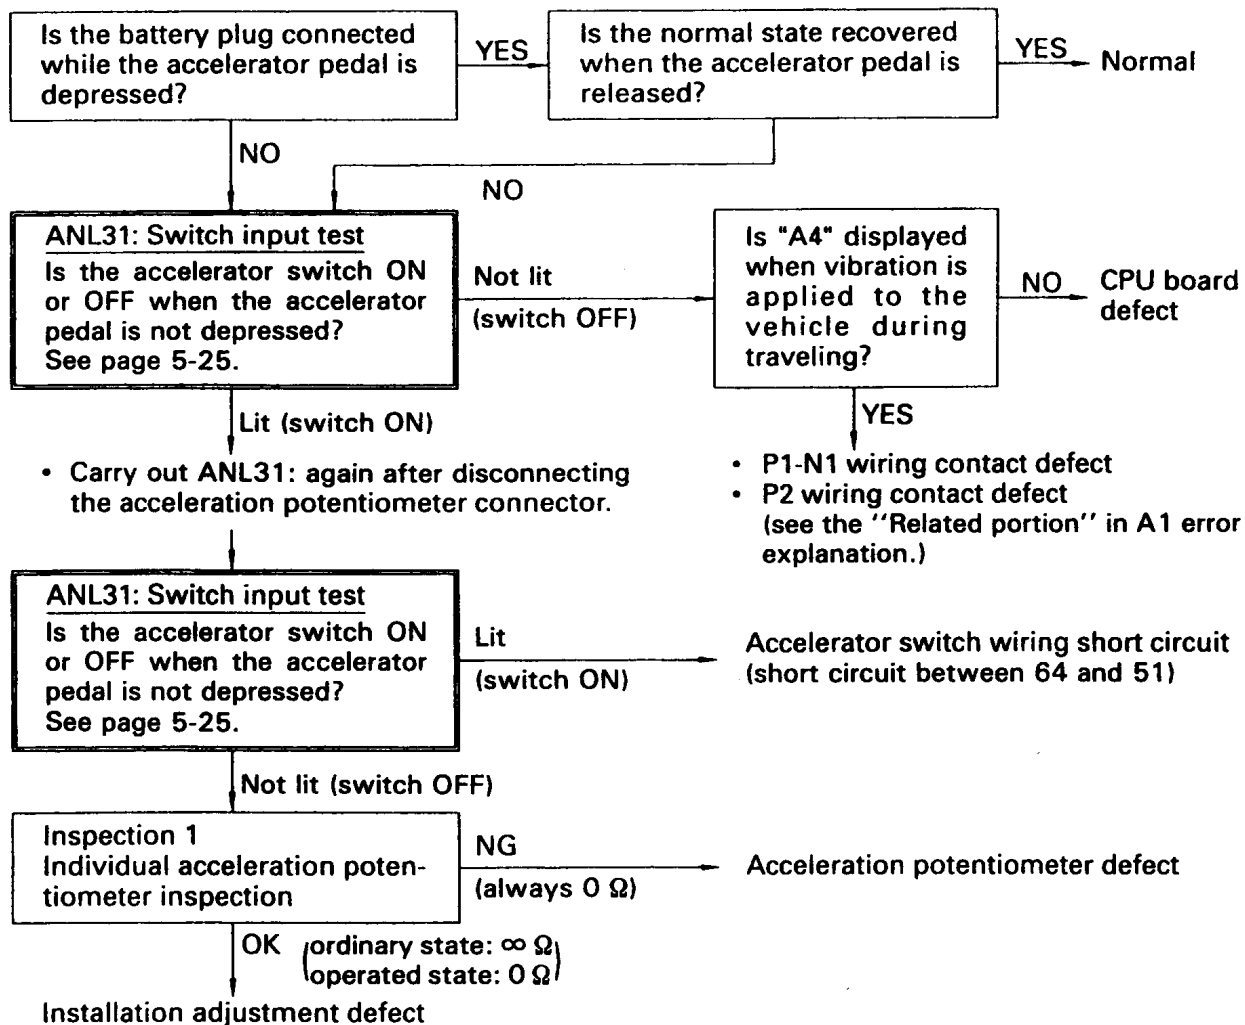 Is the battery plug connected
while the accelerator pedal is
depressed?
YES
Is the normal state recovered
when the accelerator pedal is
released?
YES
Normal
NO
NO
ANL31: Switch input test
Is the accelerator switch ON
or OFF when the accelerator
pedal is not depressed?
See page 5-25.
Not lit
(switch OFF)
Is "A4" displayed
when vibration is
applied to the
vehicle during
traveling?
NO
CPU board
defect
Lit (switch ON)
YES
• Carry out ANL31: again after disconnecting
the acceleration potentiometer connector.
• P1-N1 wiring contact defect
• P2 wiring contact defect
(see the "Related portion" in A1 error
explanation.)
ANL31: Switch input test
Is the accelerator switch ON
or OFF when the accelerator
pedal is not depressed?
See page 5-25.
Lit
(switch ON)
Accelerator switch wiring short circuit
(short circuit between 64 and 51)
Not lit (switch OFF)
Inspection 1
Individual acceleration poten-
tiometer inspection
NG
(always 0 Ω)
Acceleration potentiometer defect
OK
(ordinary state: ∞ Ω
operated state: 0 Ω)
Installation adjustment defect